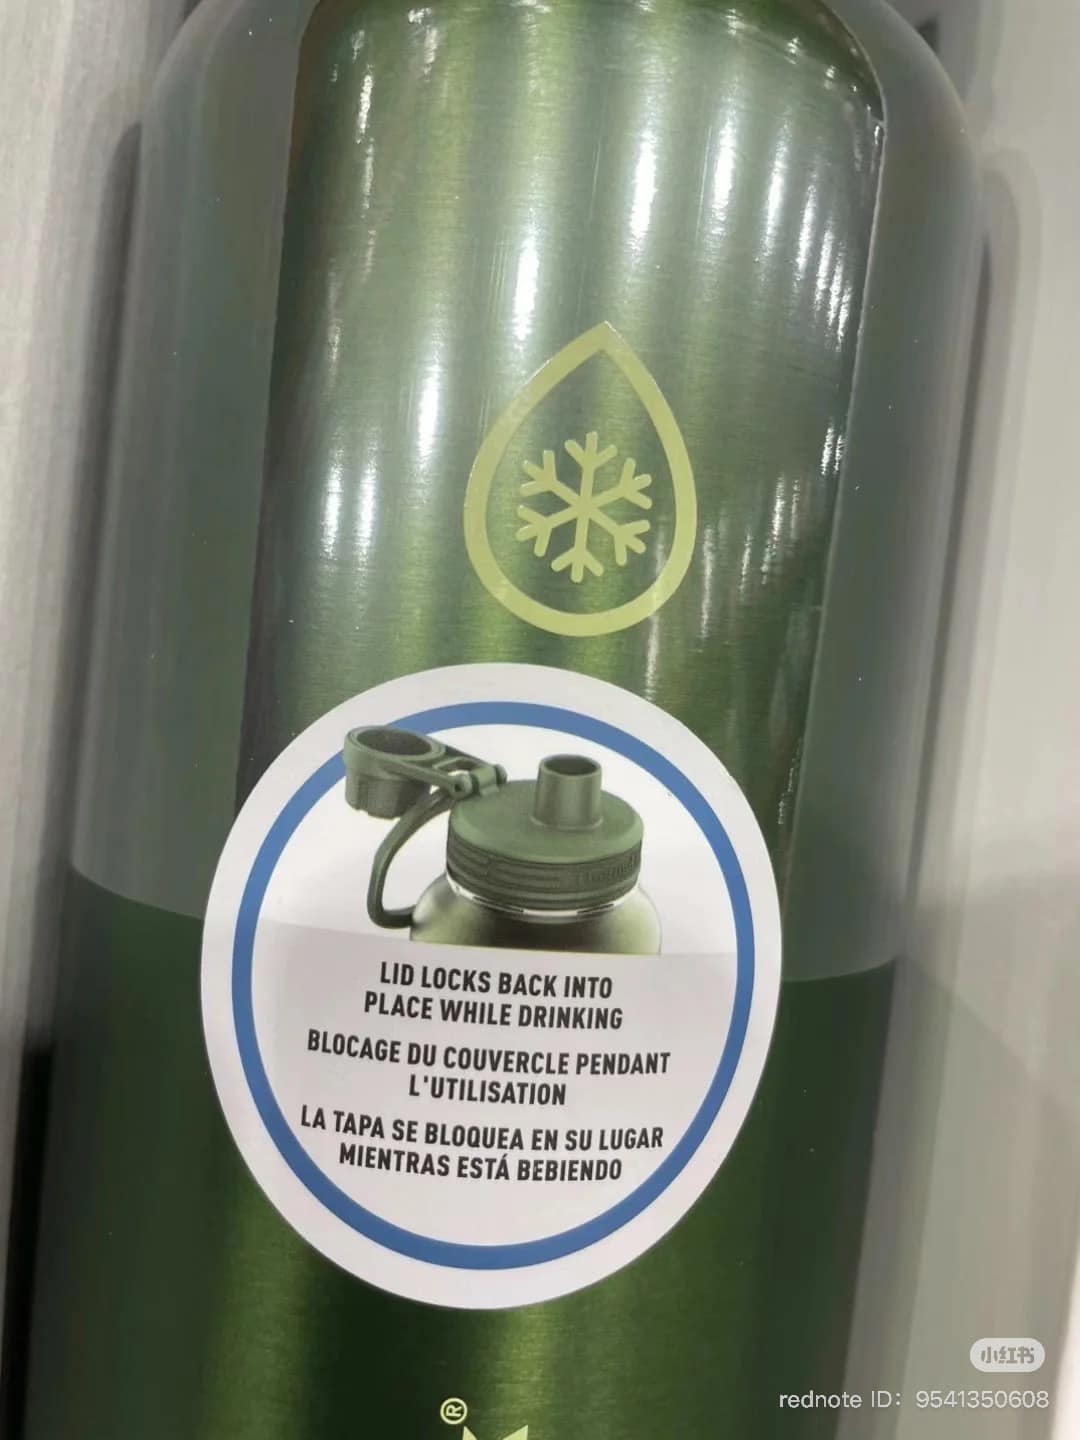 LID LOCKS BACK INTO
PLACE WHILE DRINKING
BLOCAGE DU COUVERCLE PENDANT
L'UTILISATION
LA TAPA SE BLOQUEA EN SU LUGAR
MIENTRAS ESTÁ BEBIENDO
®
小红书
rednote ID: 9541350608